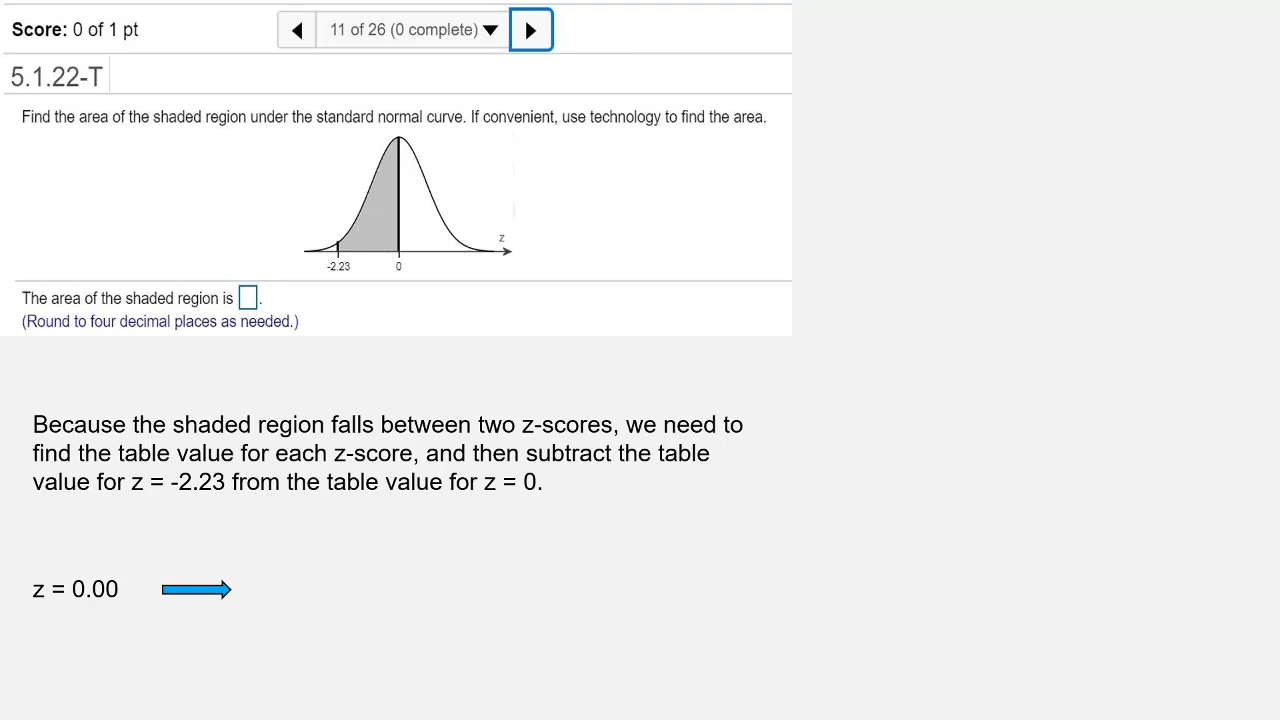 Score: 0 of 1 pt
11 of 26 (0 complete)
5.1.22-T
Find the area of the shaded region under the standard normal curve. If convenient, use technology to find the area.
z
-2.23
0
The area of the shaded region is .
(Round to four decimal places as needed.)
Because the shaded region falls between two z-scores, we need to
find the table value for each z-score, and then subtract the table
value for z = -2.23 from the table value for z = 0.
z = 0.00